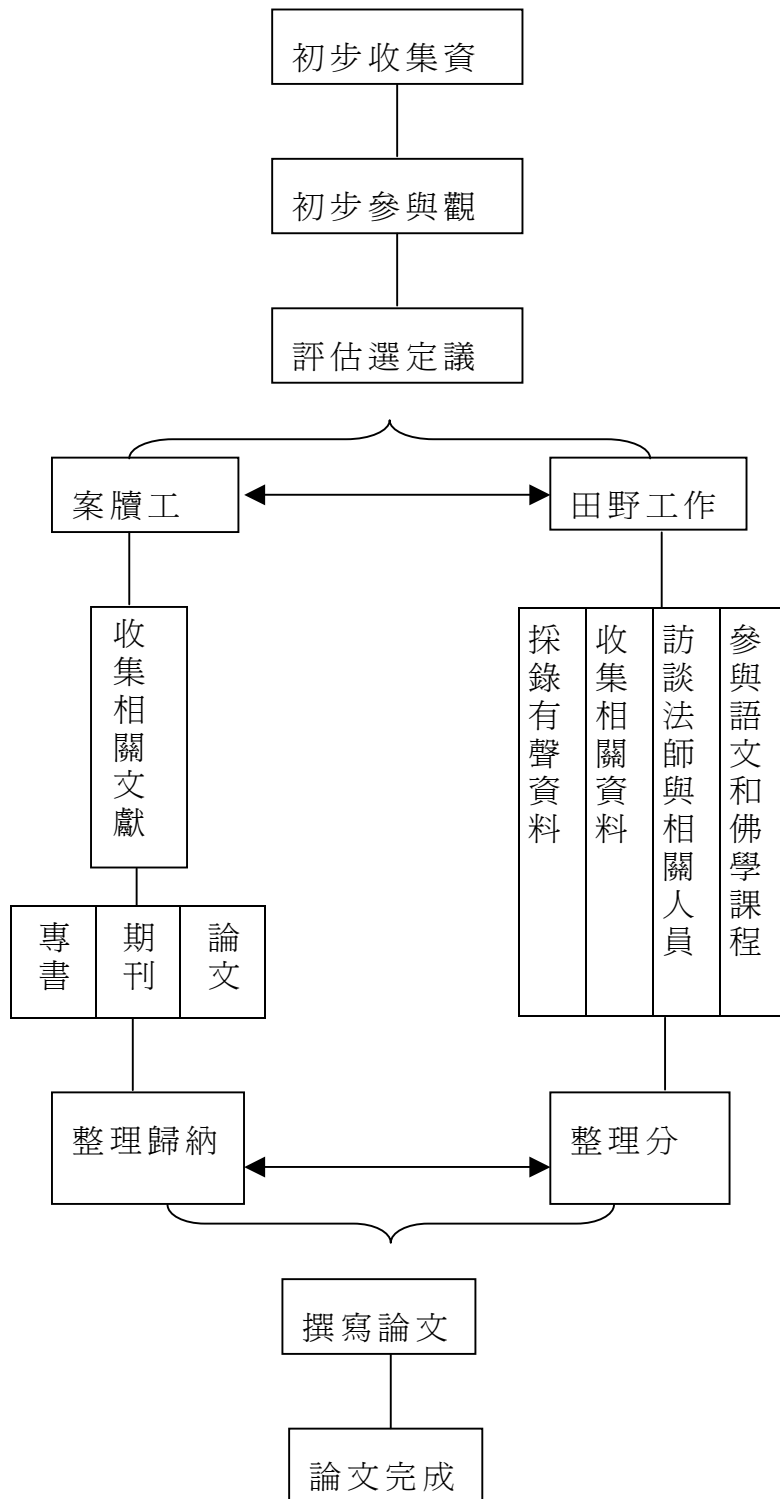 初步收集資
初步參與觀
評估選定議
案牘工
田野工作
收集相關文獻
專書
期刊
論文
採錄有聲資料
收集相關資料
訪談法師與相關人員
參與語文和佛學課程
整理歸納
整理分
撰寫論文
論文完成